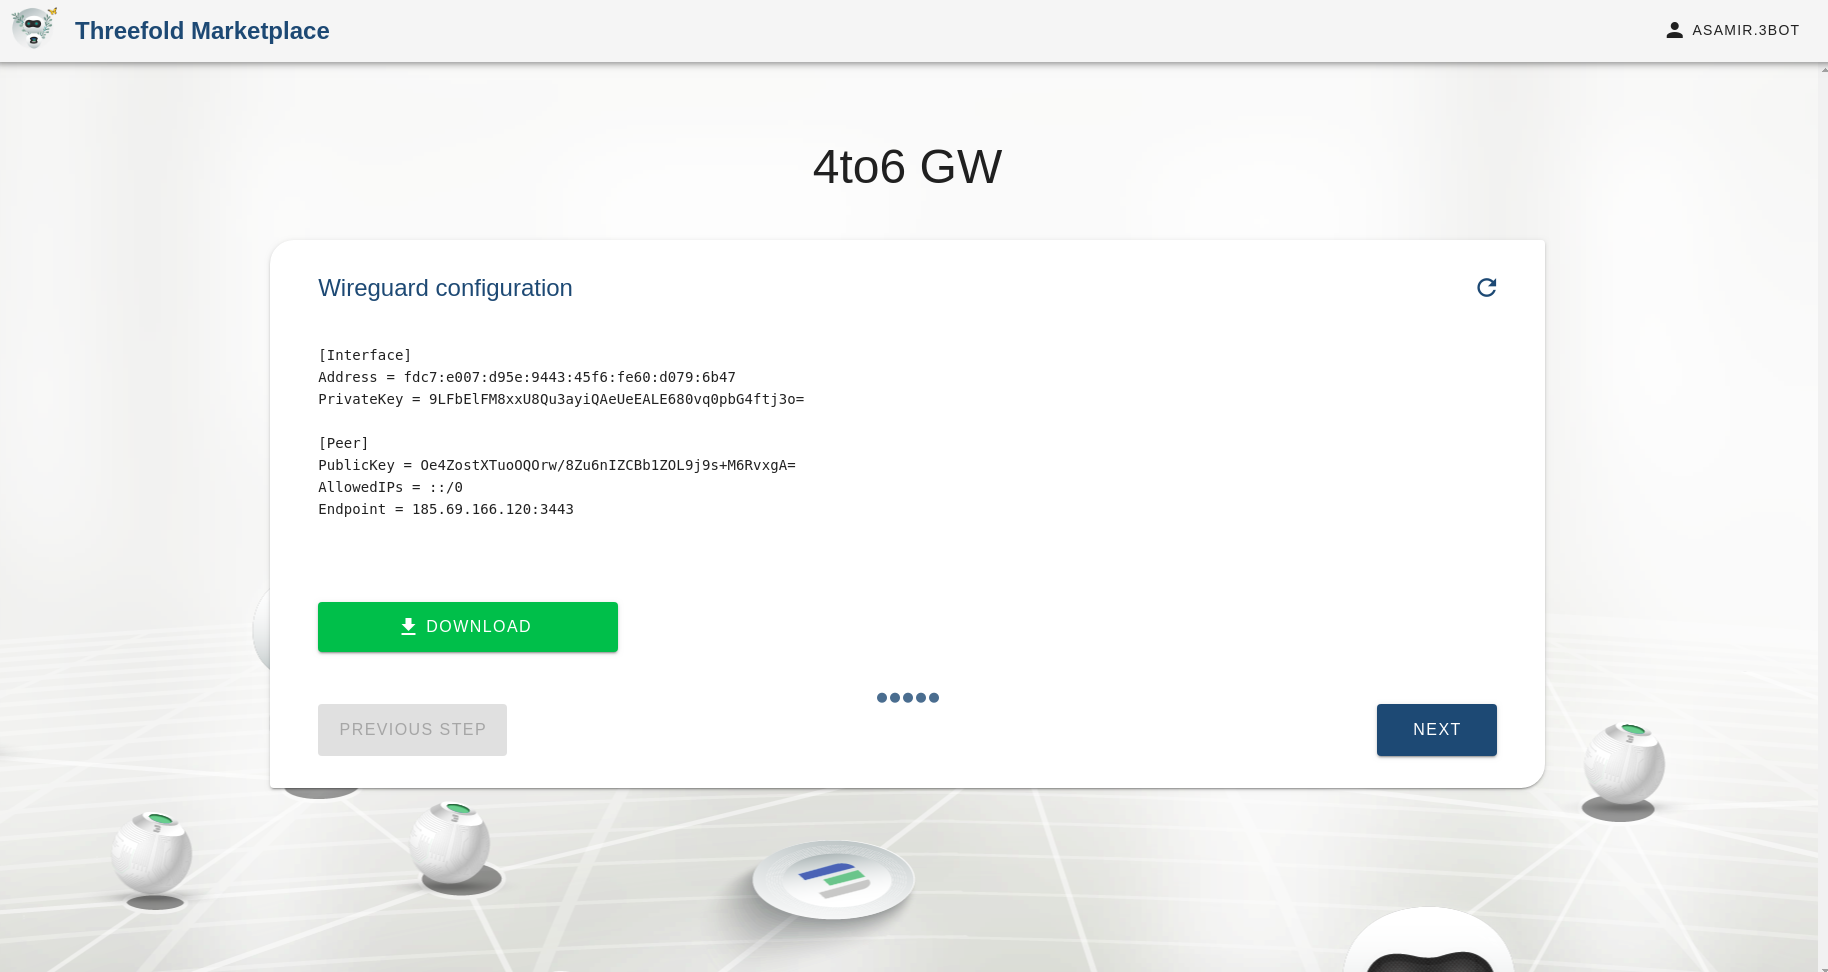 Threefold Marketplace
ASAMIR.3BOT
4to6 GW
Wireguard configuration
[Interface]
Address = fdc7:e007:d95e:9443:45f6:fe60:d079:6b47
PrivateKey = 9LFbElFM8xxU8Qu3ayiQAeUeEALE680vq0pbG4ftj3o=
[Peer]
PublicKey = Oe4ZostXTuoOQOrw/8Zu6nIZCBb1ZOL9j9s+M6RvxgA=
AllowedIPs = ::/0
Endpoint = 185.69.166.120:3443
DOWNLOAD
PREVIOUS STEP
NEXT